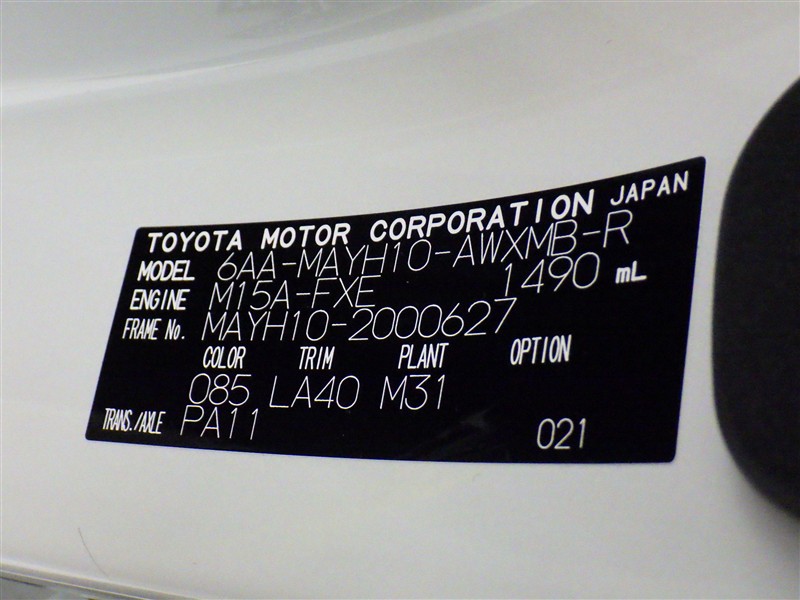 TOYOTA MOTOR CORPORATION JAPAN
MODEL 6AA-MAYH10-AWXMB-R
ENGINE M15A-FXE 1490 mL
FRAME No. MAYH10-2000627
COLOR TRIM PLANT OPTION
085 LA40 M31
TRANS./AXLE PA11 021